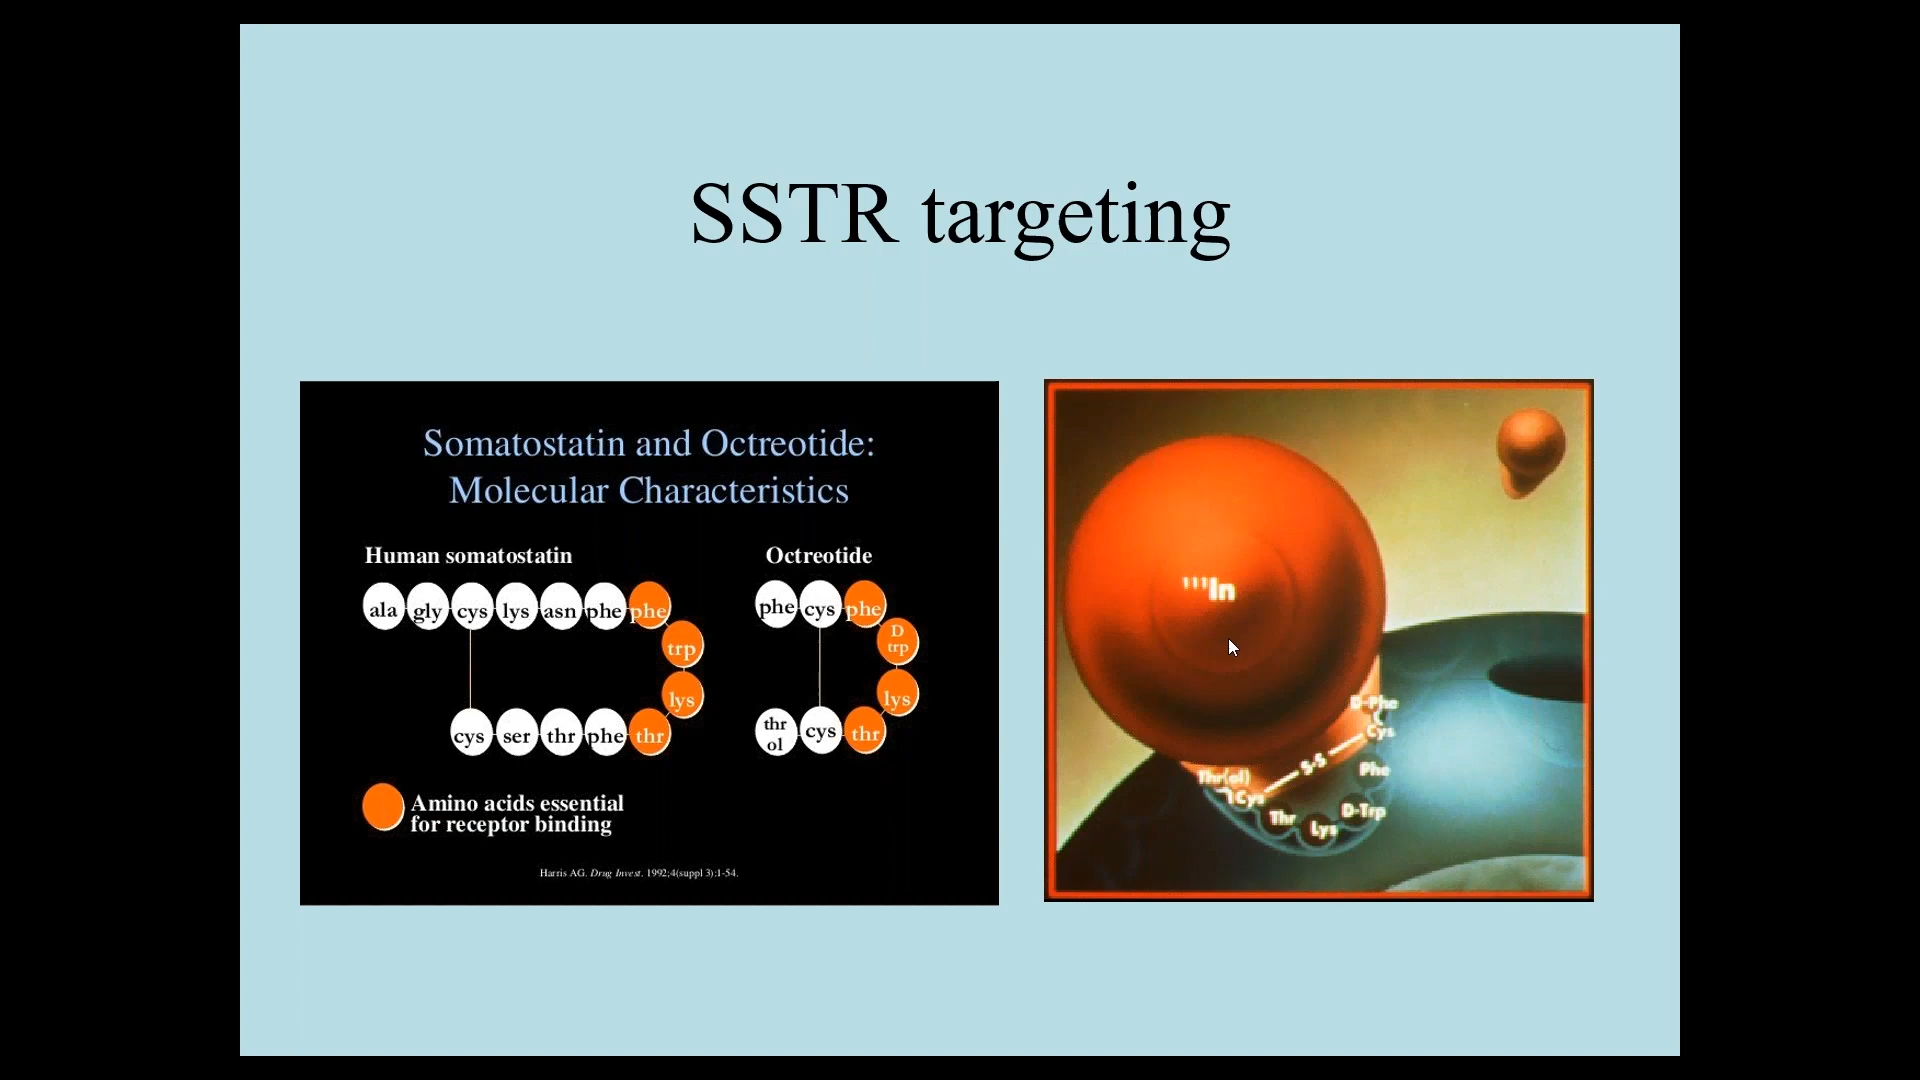 SSTR targeting
Somatostatin and Octreotide:
Molecular Characteristics
Human somatostatin
ala gly cys lys asn phe phe
trp
lys
cys ser thr phe thr
Octreotide
phe cys phe
D
trp
lys
thr
ol
cys thr
Amino acids essential
for receptor binding
Harris AG. Drug Invest. 1992;4(suppl 3):1-54.
¹¹¹In
D-Phe
Cys
S-S
Phe
Thr(ol)
Cys
D-Trp
Thr
Lys